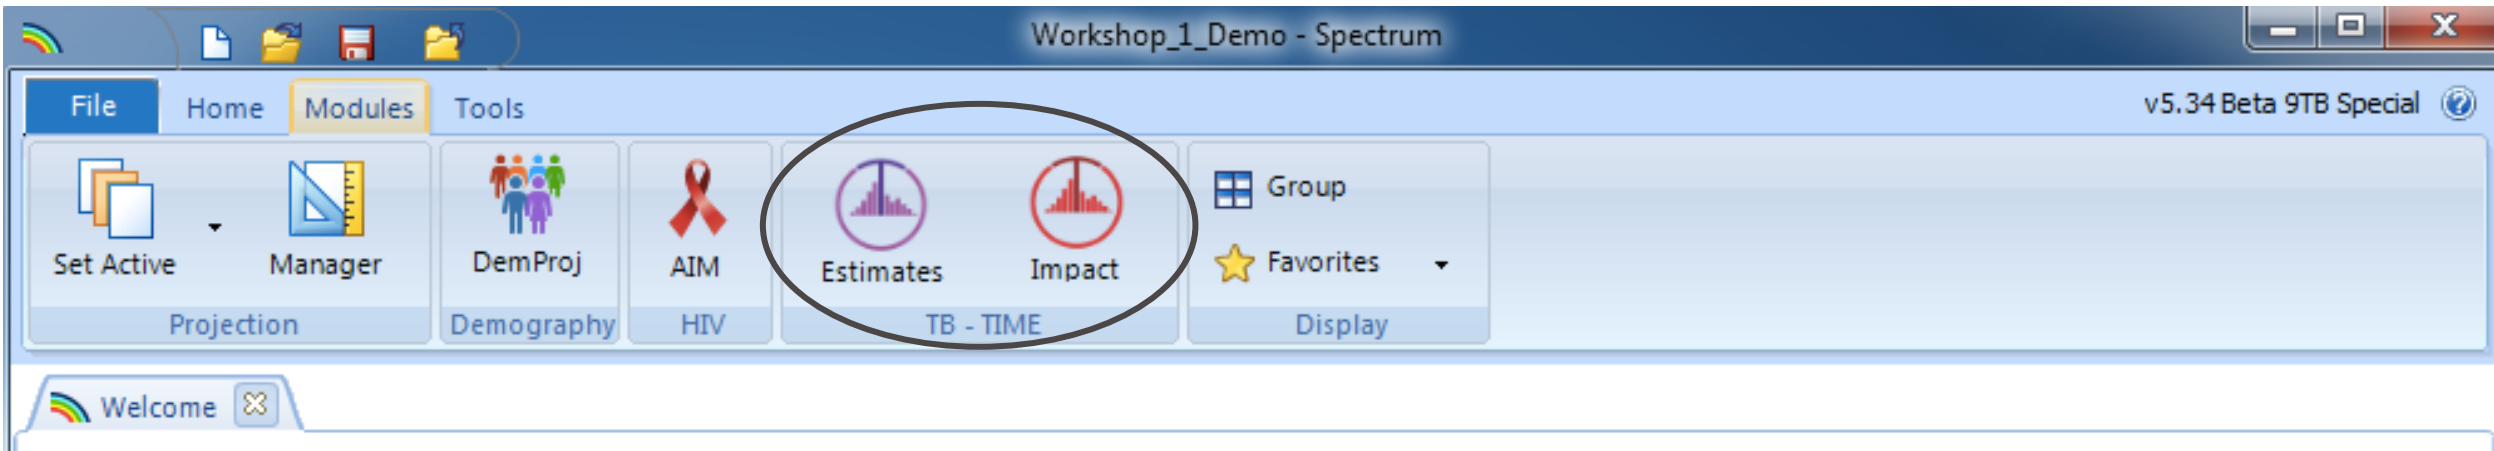 Workshop_1_Demo - Spectrum
File Home Modules Tools v5.34 Beta 9TB Special
Group
Set Active Manager DemProj AIM Estimates Impact Favorites
Projection Demography HIV TB - TIME Display
Welcome